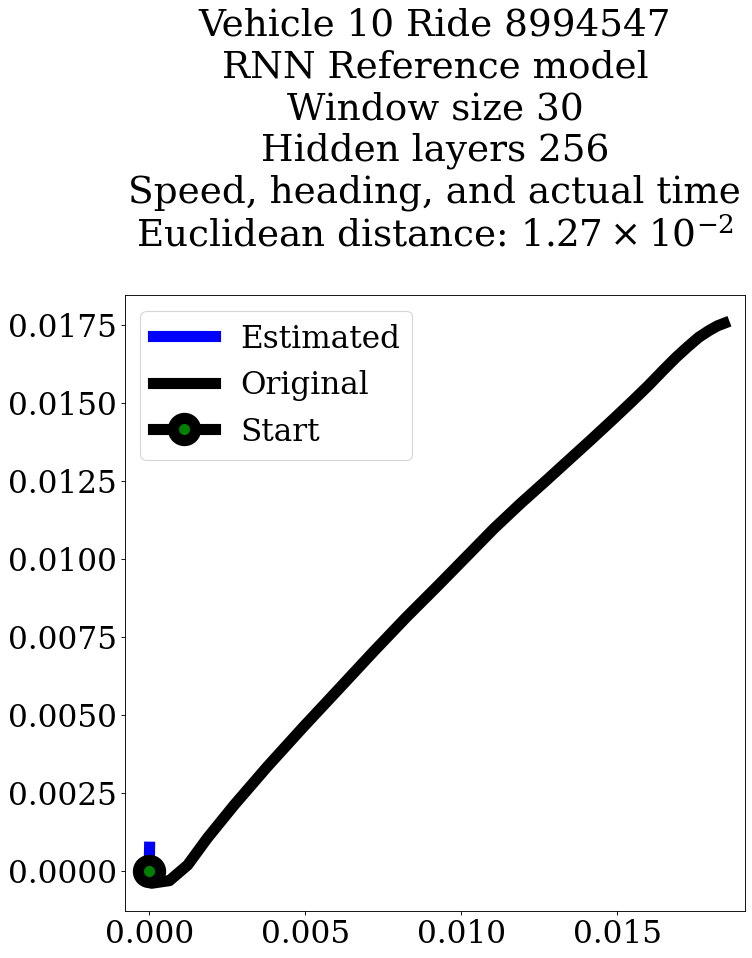 Vehicle 10 Ride 8994547
RNN Reference model
Window size 30
Hidden layers 256
Speed, heading, and actual time
Euclidean distance: 1.27 × 10⁻²
Estimated
Original
Start
0.0175
0.0150
0.0125
0.0100
0.0075
0.0050
0.0025
0.0000
0.000 0.005 0.010 0.015